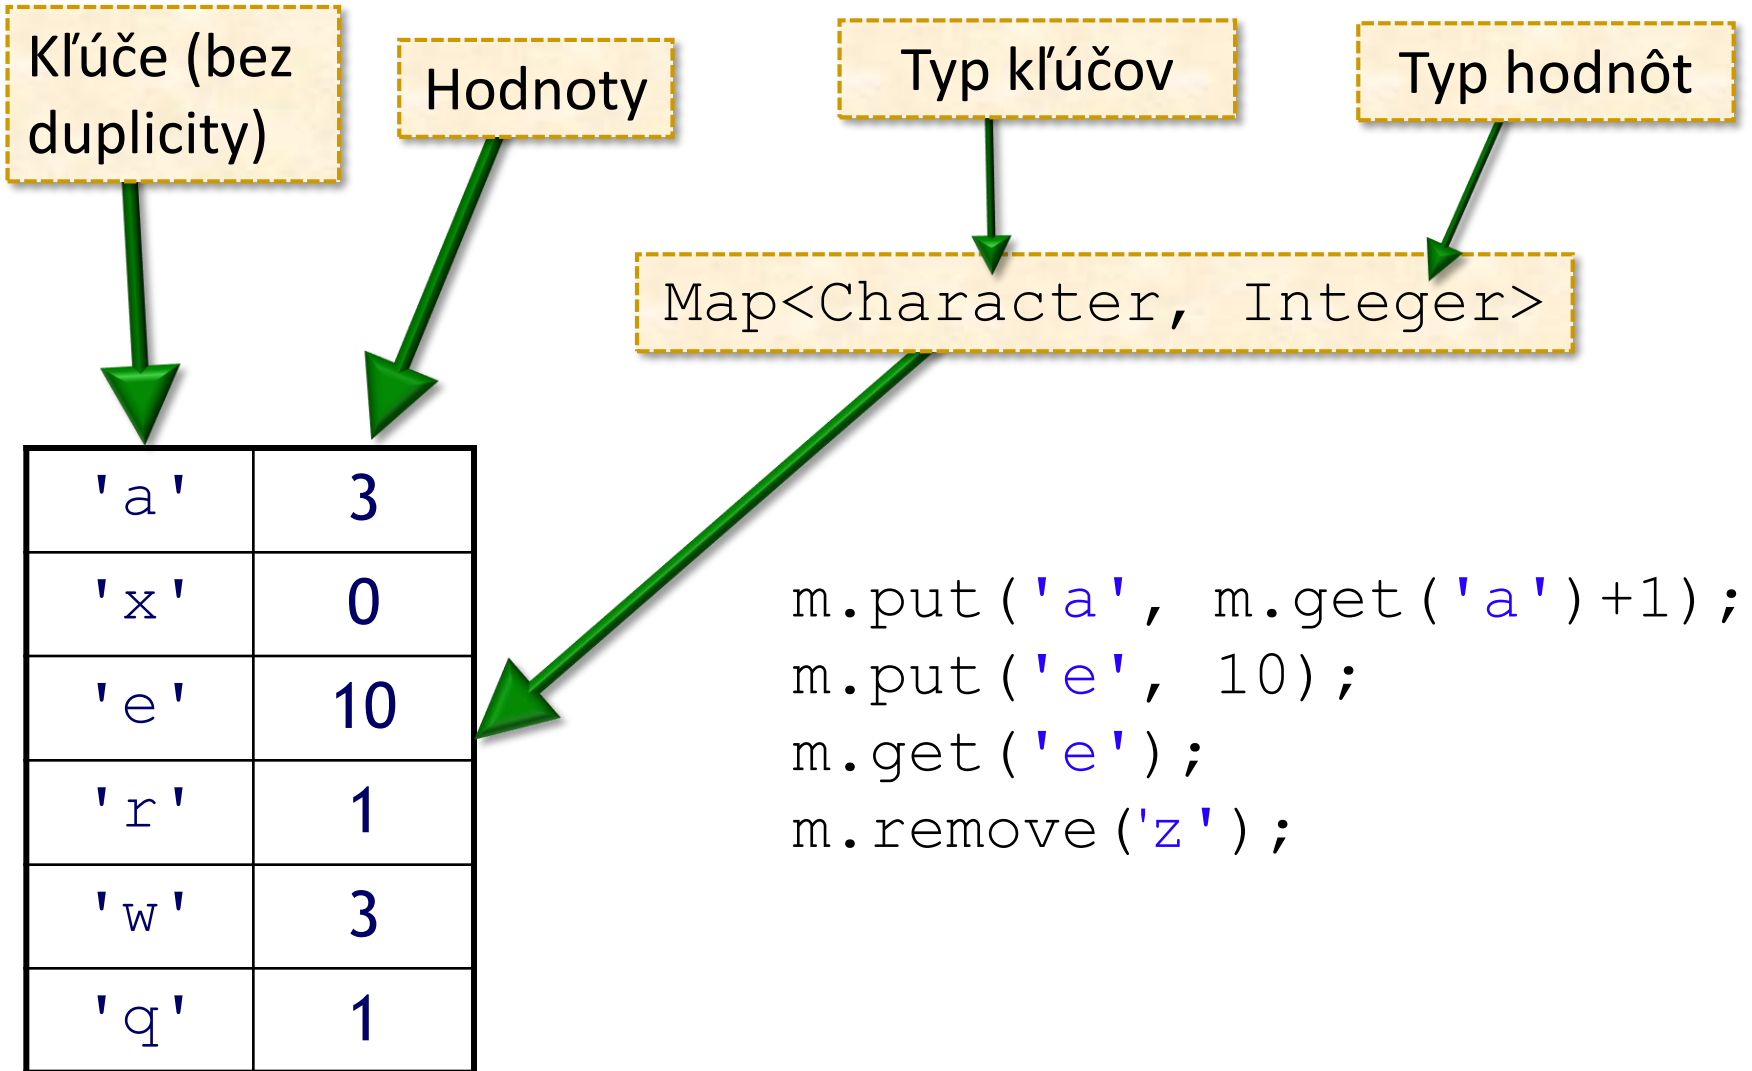 Kľúče (bez
duplicity)
Hodnoty
Typ kľúčov
Typ hodnôt
Map<Character, Integer>
'a' 3
'x' 0
'e' 10
'r' 1
'w' 3
'q' 1
m.put('a', m.get('a')+1);
m.put('e', 10);
m.get('e');
m.remove('z');